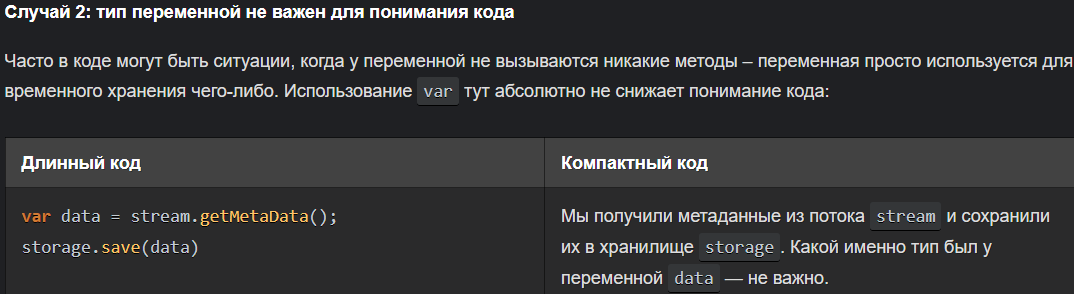 Случай 2: тип переменной не важен для понимания кода
Часто в коде могут быть ситуации, когда у переменной не вызываются никакие методы – переменная просто используется для
временного хранения чего-либо. Использование var тут абсолютно не снижает понимание кода:
Длинный код
Компактный код
var data = stream.getMetaData();
storage.save(data)
Мы получили метаданные из потока stream и сохранили
их в хранилище storage. Какой именно тип был у
переменной data — не важно.